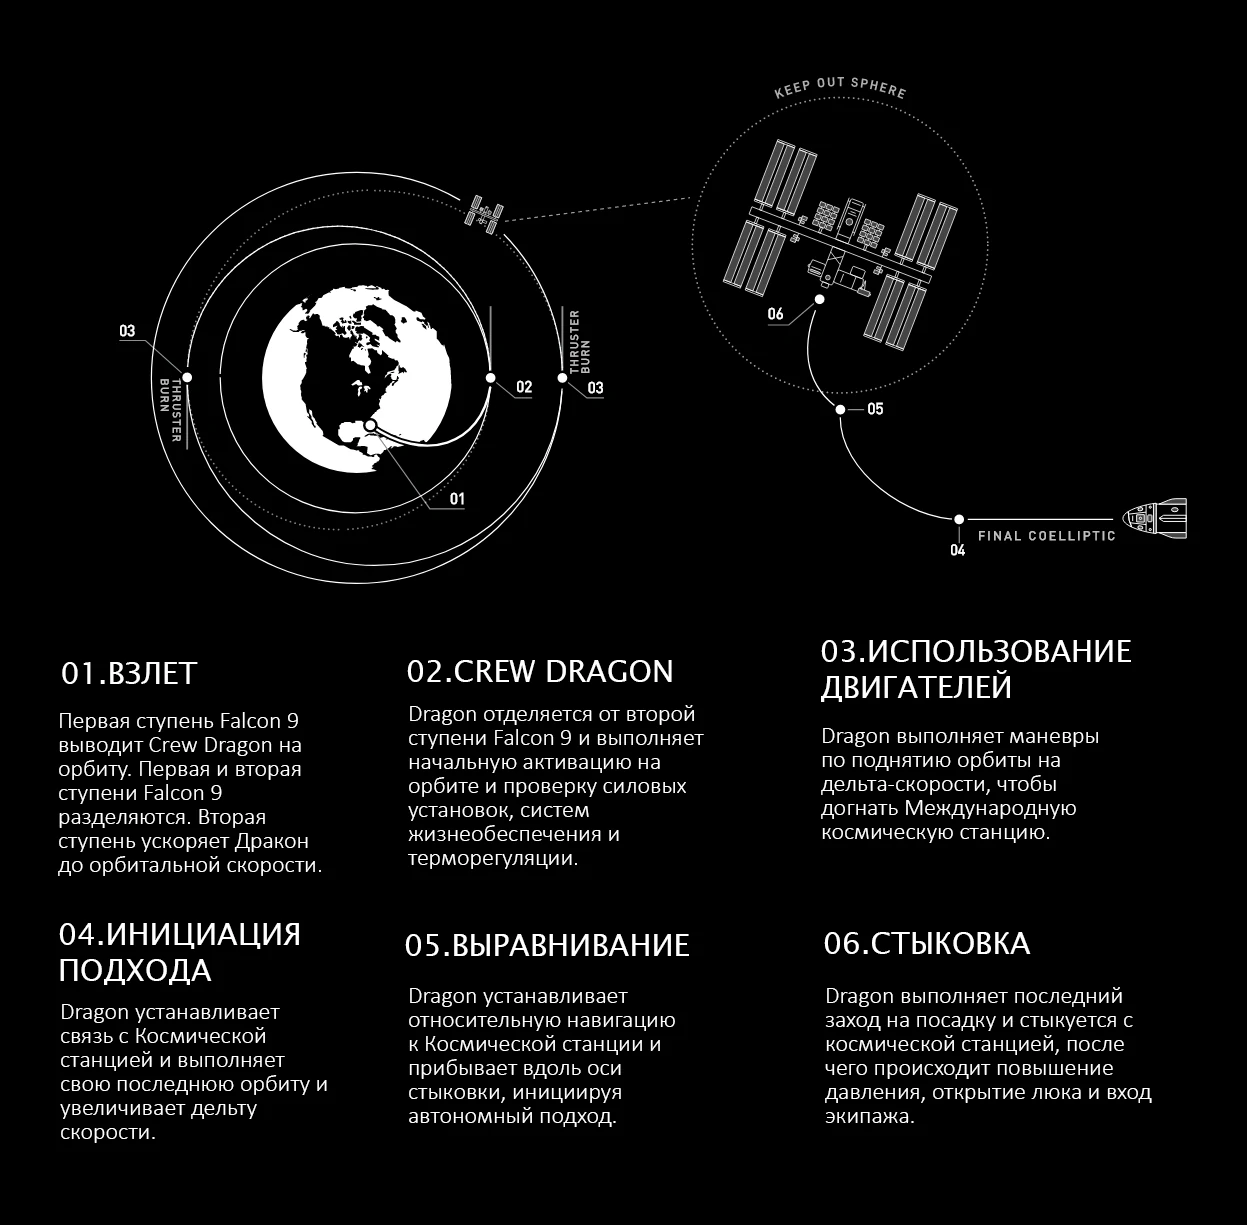 KEEP OUT SPHERE
03
THRUSTER
BURN
02
THRUSTER
BURN
03
01
06
05
04
FINAL COELLIPTIC
01.ВЗЛЕТ
Первая ступень Falcon 9
выводит Crew Dragon на
орбиту. Первая и вторая
ступени Falcon 9
разделяются. Вторая
ступень ускоряет Дракон
до орбитальной скорости.
02.CREW DRAGON
Dragon отделяется от второй
ступени Falcon 9 и выполняет
начальную активацию на
орбите и проверку силовых
установок, систем
жизнеобеспечения и
терморегуляции.
03.ИСПОЛЬЗОВАНИЕ
ДВИГАТЕЛЕЙ
Dragon выполняет маневры
по поднятию орбиты на
дельта-скорости, чтобы
догнать Международную
космическую станцию.
04.ИНИЦИАЦИЯ
ПОДХОДА
Dragon устанавливает
связь с Космической
станцией и выполняет
свою последнюю орбиту и
увеличивает дельту
скорости.
05.ВЫРАВНИВАНИЕ
Dragon устанавливает
относительную навигацию
к Космической станции и
прибывает вдоль оси
стыковки, инициируя
автономный подход.
06.СТЫКОВКА
Dragon выполняет последний
заход на посадку и стыкуется с
космической станцией, после
чего происходит повышение
давления, открытие люка и вход
экипажа.